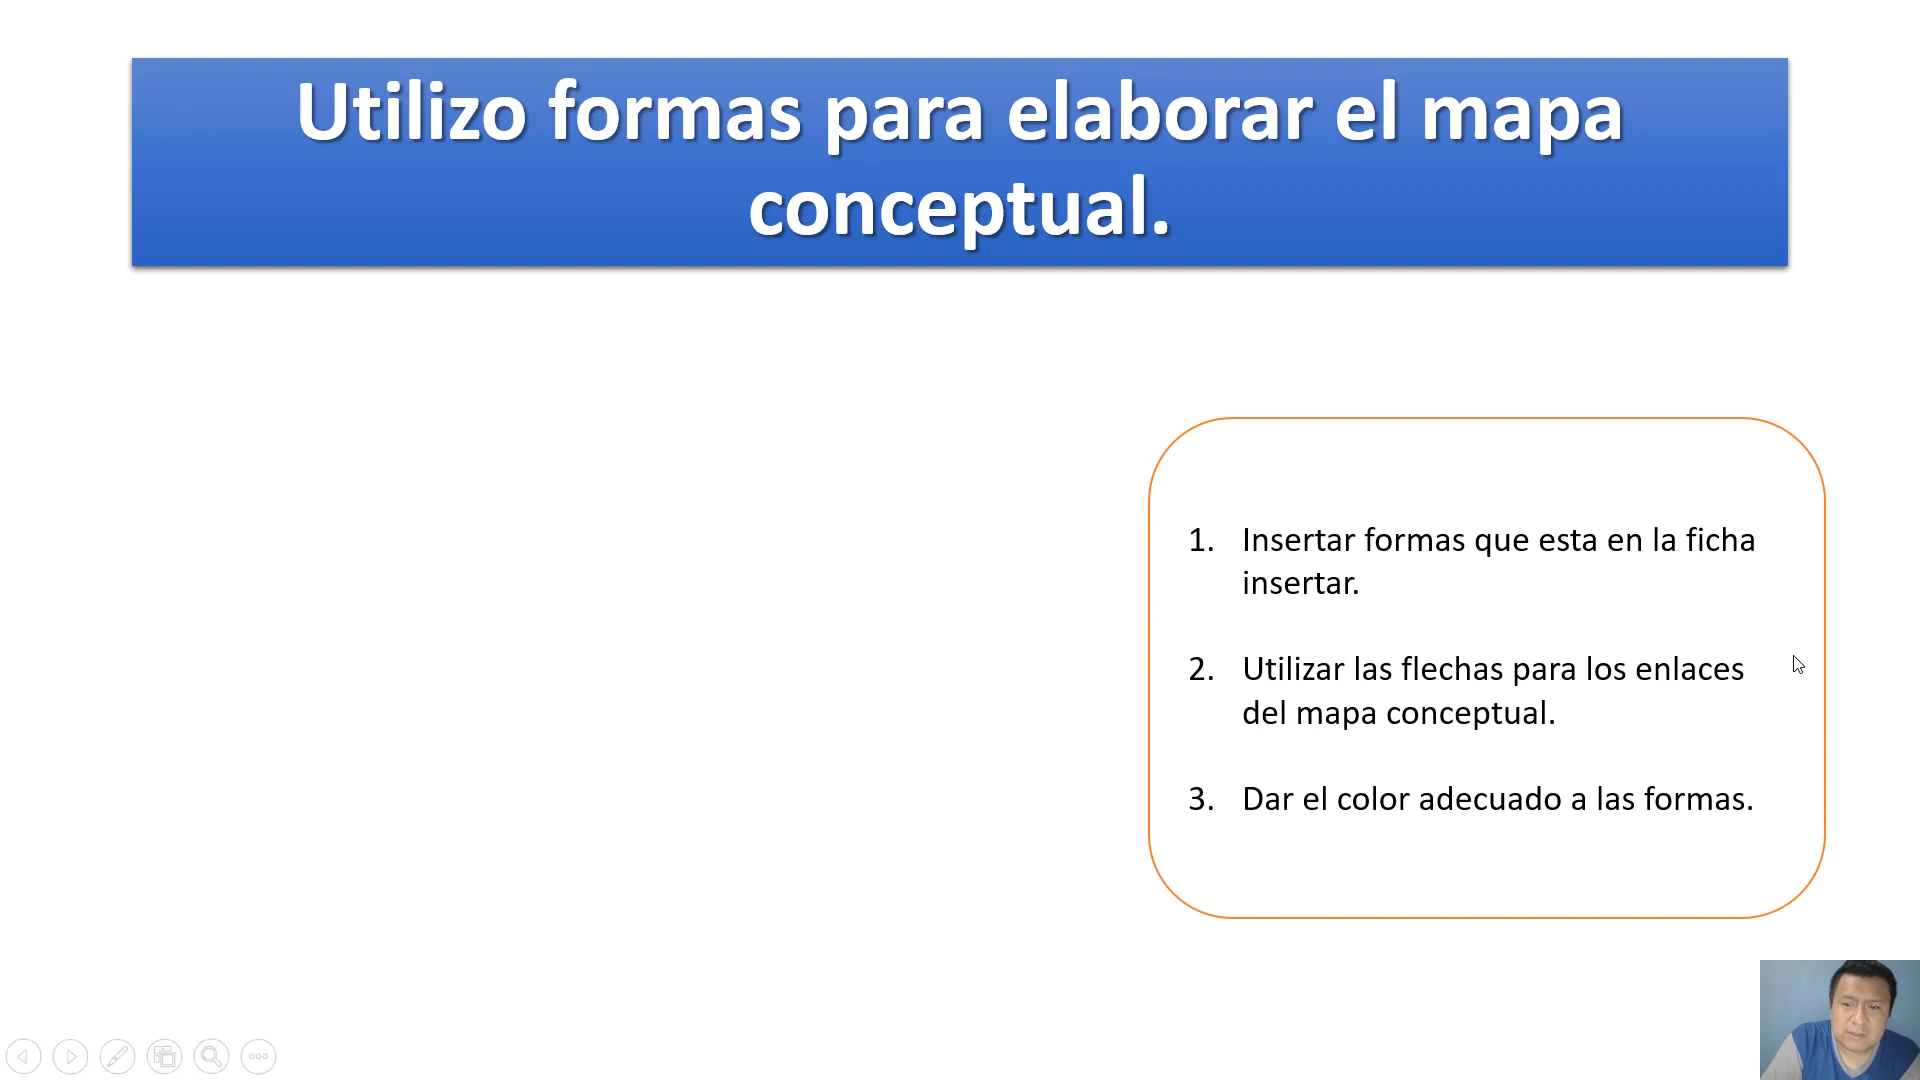 Utilizo formas para elaborar el mapa
conceptual.
1. Insertar formas que esta en la ficha
insertar.
2. Utilizar las flechas para los enlaces
del mapa conceptual.
3. Dar el color adecuado a las formas.